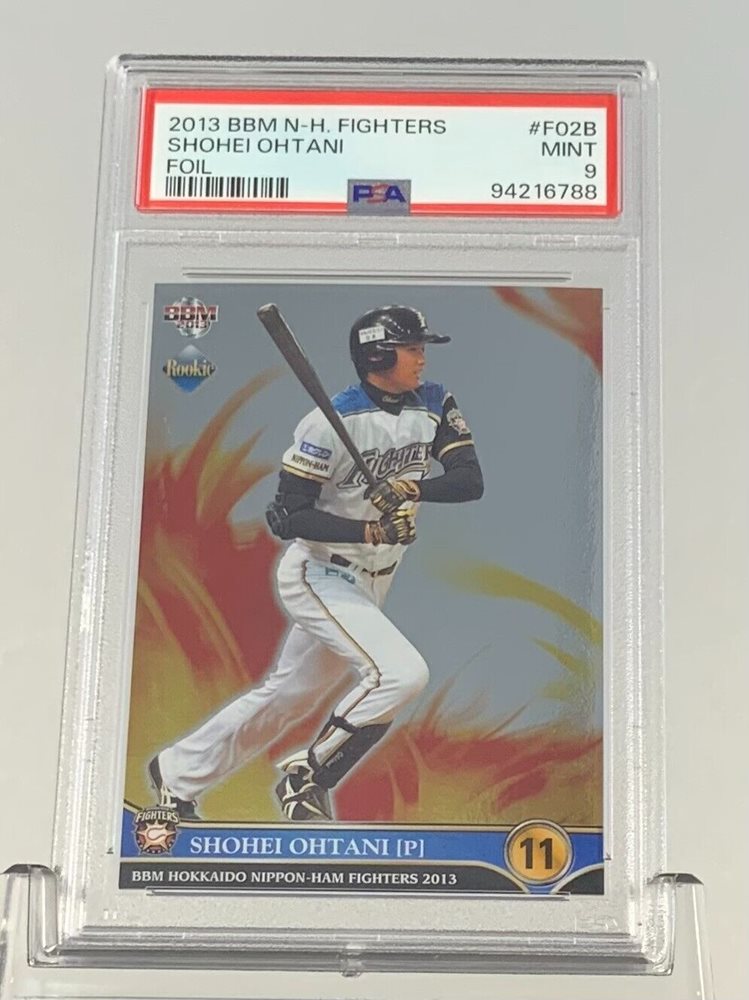 2013 BBM N-H. FIGHTERS #F02B
SHOHEI OHTANI MINT
FOIL 9
PSA 94216788
BBM
2013
Rookie
NIPPON-HAM
FIGHTERS
FIGHTERS
SHOHEI OHTANI [P] 11
BBM HOKKAIDO NIPPON-HAM FIGHTERS 2013